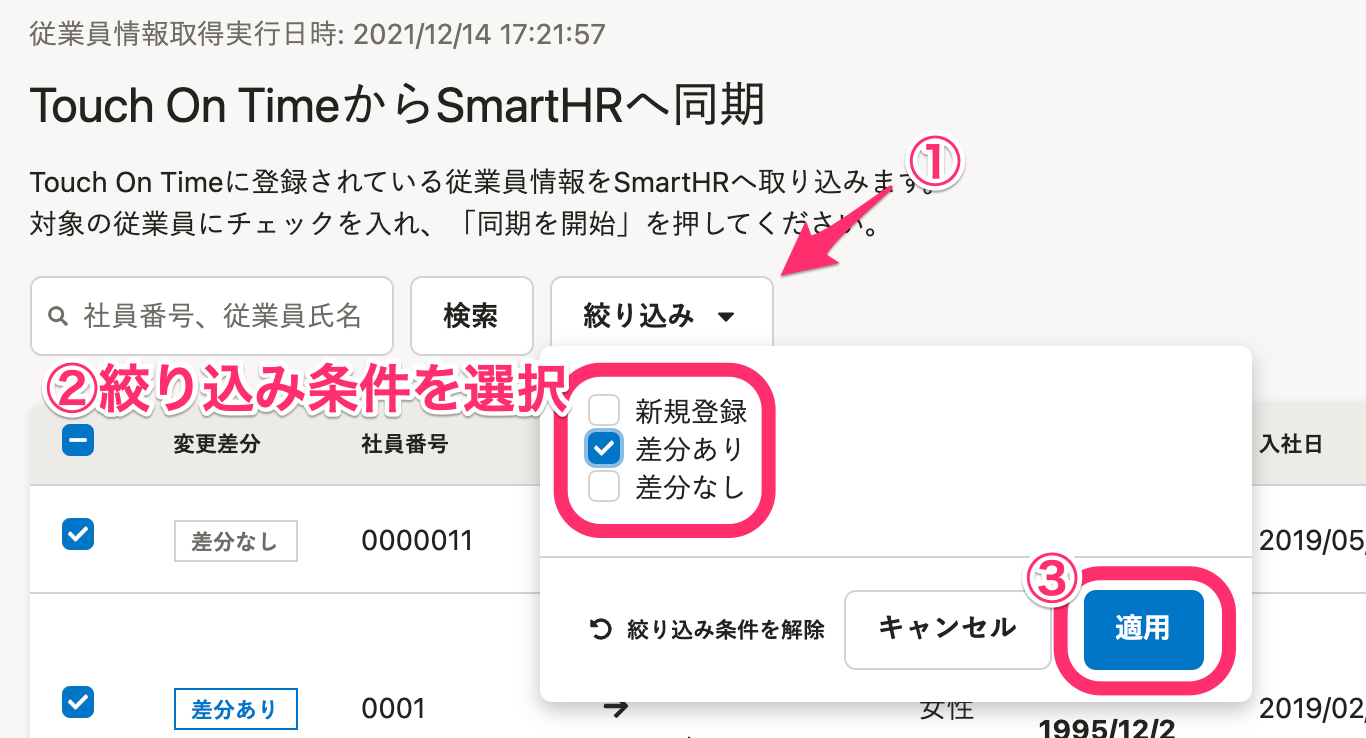 従業員情報取得実行日時: 2021/12/14 17:21:57
Touch On TimeからSmartHRへ同期
①
Touch On Timeに登録されている従業員情報をSmartHRへ取り込みます。
対象の従業員にチェックを入れ、「同期を開始」を押してください。
社員番号、従業員氏名 検索 絞り込み
②絞り込み条件を選択
新規登録
差分あり
差分なし
変更差分 社員番号 入社日
差分なし 0000011 2019/05
③
絞り込み条件を解除 キャンセル 適用
差分あり 0001 → 女性 2019/02
1995/12/2